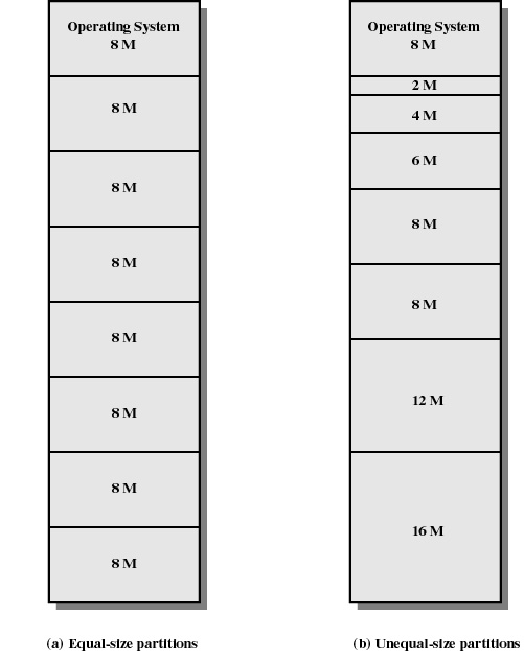 Operating System
8 M
8 M
8 M
8 M
8 M
8 M
8 M
8 M
(a) Equal-size partitions
Operating System
8 M
2 M
4 M
6 M
8 M
8 M
12 M
16 M
(b) Unequal-size partitions